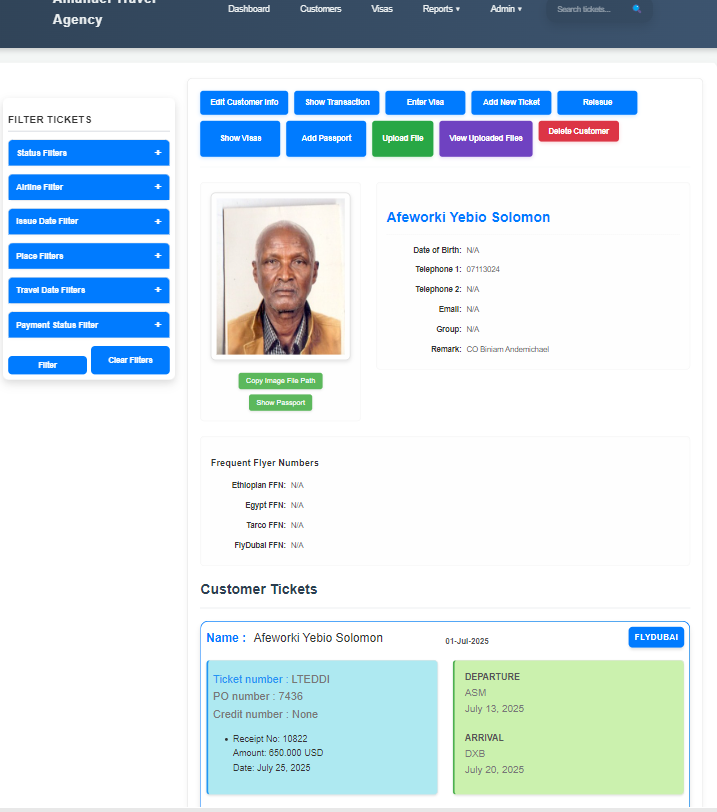 Amanuel Travel
Agency
Dashboard
Customers
Visas
Reports ▾
Admin ▾
Search tickets...
FILTER TICKETS
Status Filters +
Airline Filter +
Issue Date Filter +
Place Filters +
Travel Date Filters +
Payment Status Filter +
Filter
Clear Filters
Edit Customer Info
Show Transaction
Enter Visa
Add New Ticket
Reissue
Show Visas
Add Passport
Upload File
View Uploaded Files
Delete Customer
Copy Image File Path
Show Passport
Afeworki Yebio Solomon
Date of Birth: N/A
Telephone 1: 07113024
Telephone 2: N/A
Email: N/A
Group: N/A
Remark: CO Biniam Andemichael
Frequent Flyer Numbers
Ethiopian FFN: N/A
Egypt FFN: N/A
Tarco FFN: N/A
FlyDubai FFN: N/A
Customer Tickets
Name : Afeworki Yebio Solomon
01-Jul-2025
FLYDUBAI
Ticket number : LTEDDI
PO number : 7436
Credit number : None
• Receipt No: 10822
Amount: 650.000 USD
Date: July 25, 2025
DEPARTURE
ASM
July 13, 2025
ARRIVAL
DXB
July 20, 2025